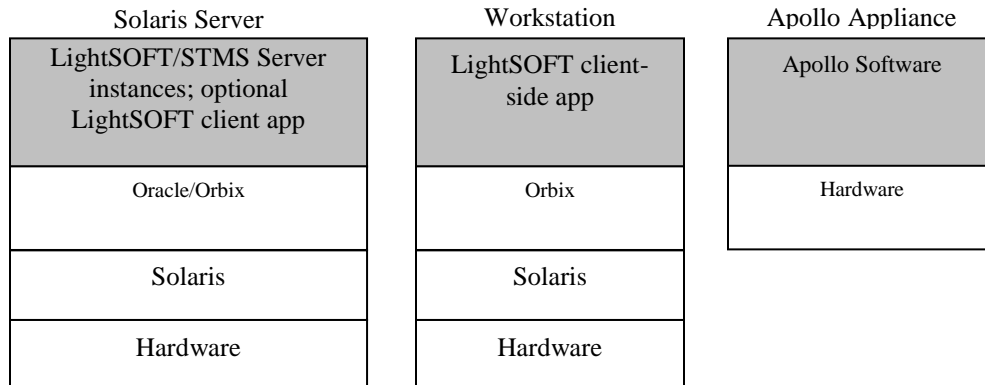 Solaris Server
LightSOFT/STMS Server
instances; optional
LightSOFT client app
Oracle/Orbix
Solaris
Hardware
Workstation
LightSOFT client-
side app
Orbix
Solaris
Hardware
Apollo Appliance
Apollo Software
Hardware